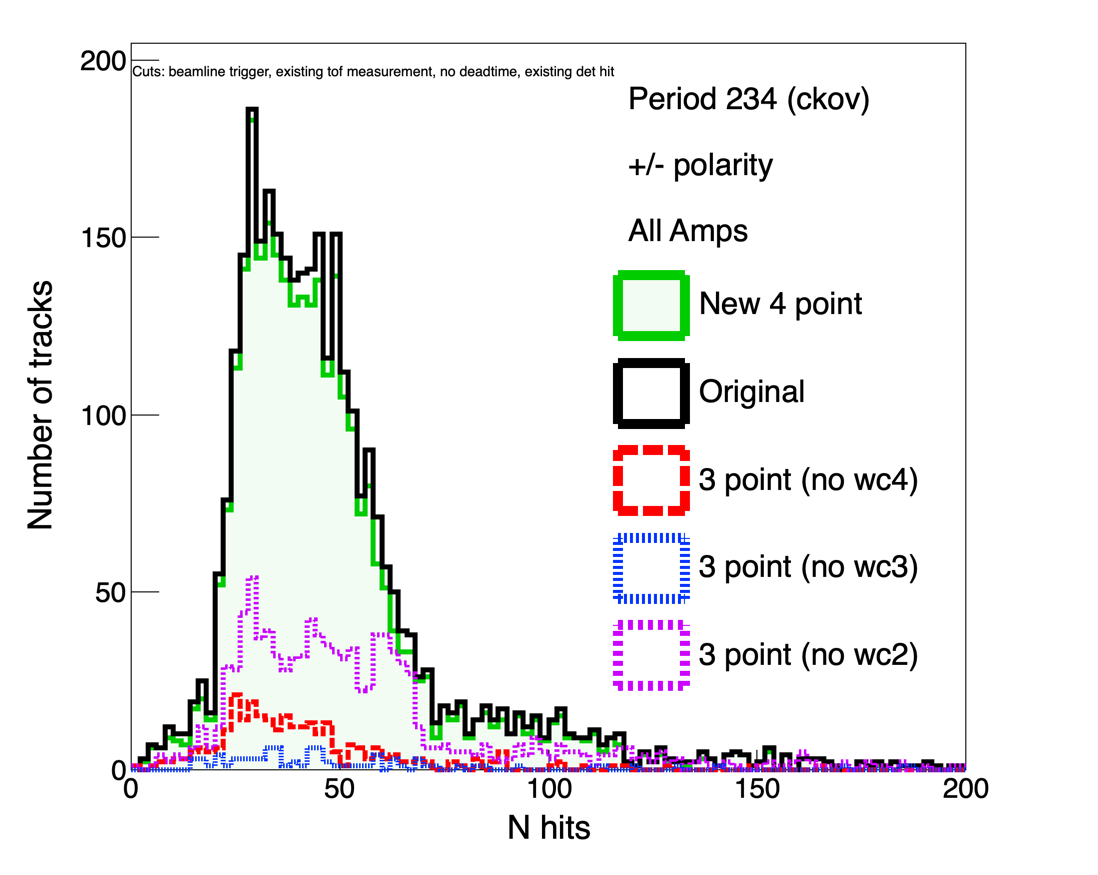 200
Cuts: beamline trigger, existing tof measurement, no deadtime, existing det hit
Period 234 (ckov)
+/- polarity
All Amps
New 4 point
Original
3 point (no wc4)
3 point (no wc3)
3 point (no wc2)
150
100
50
0
Number of tracks
0 50 100 150 200
N hits